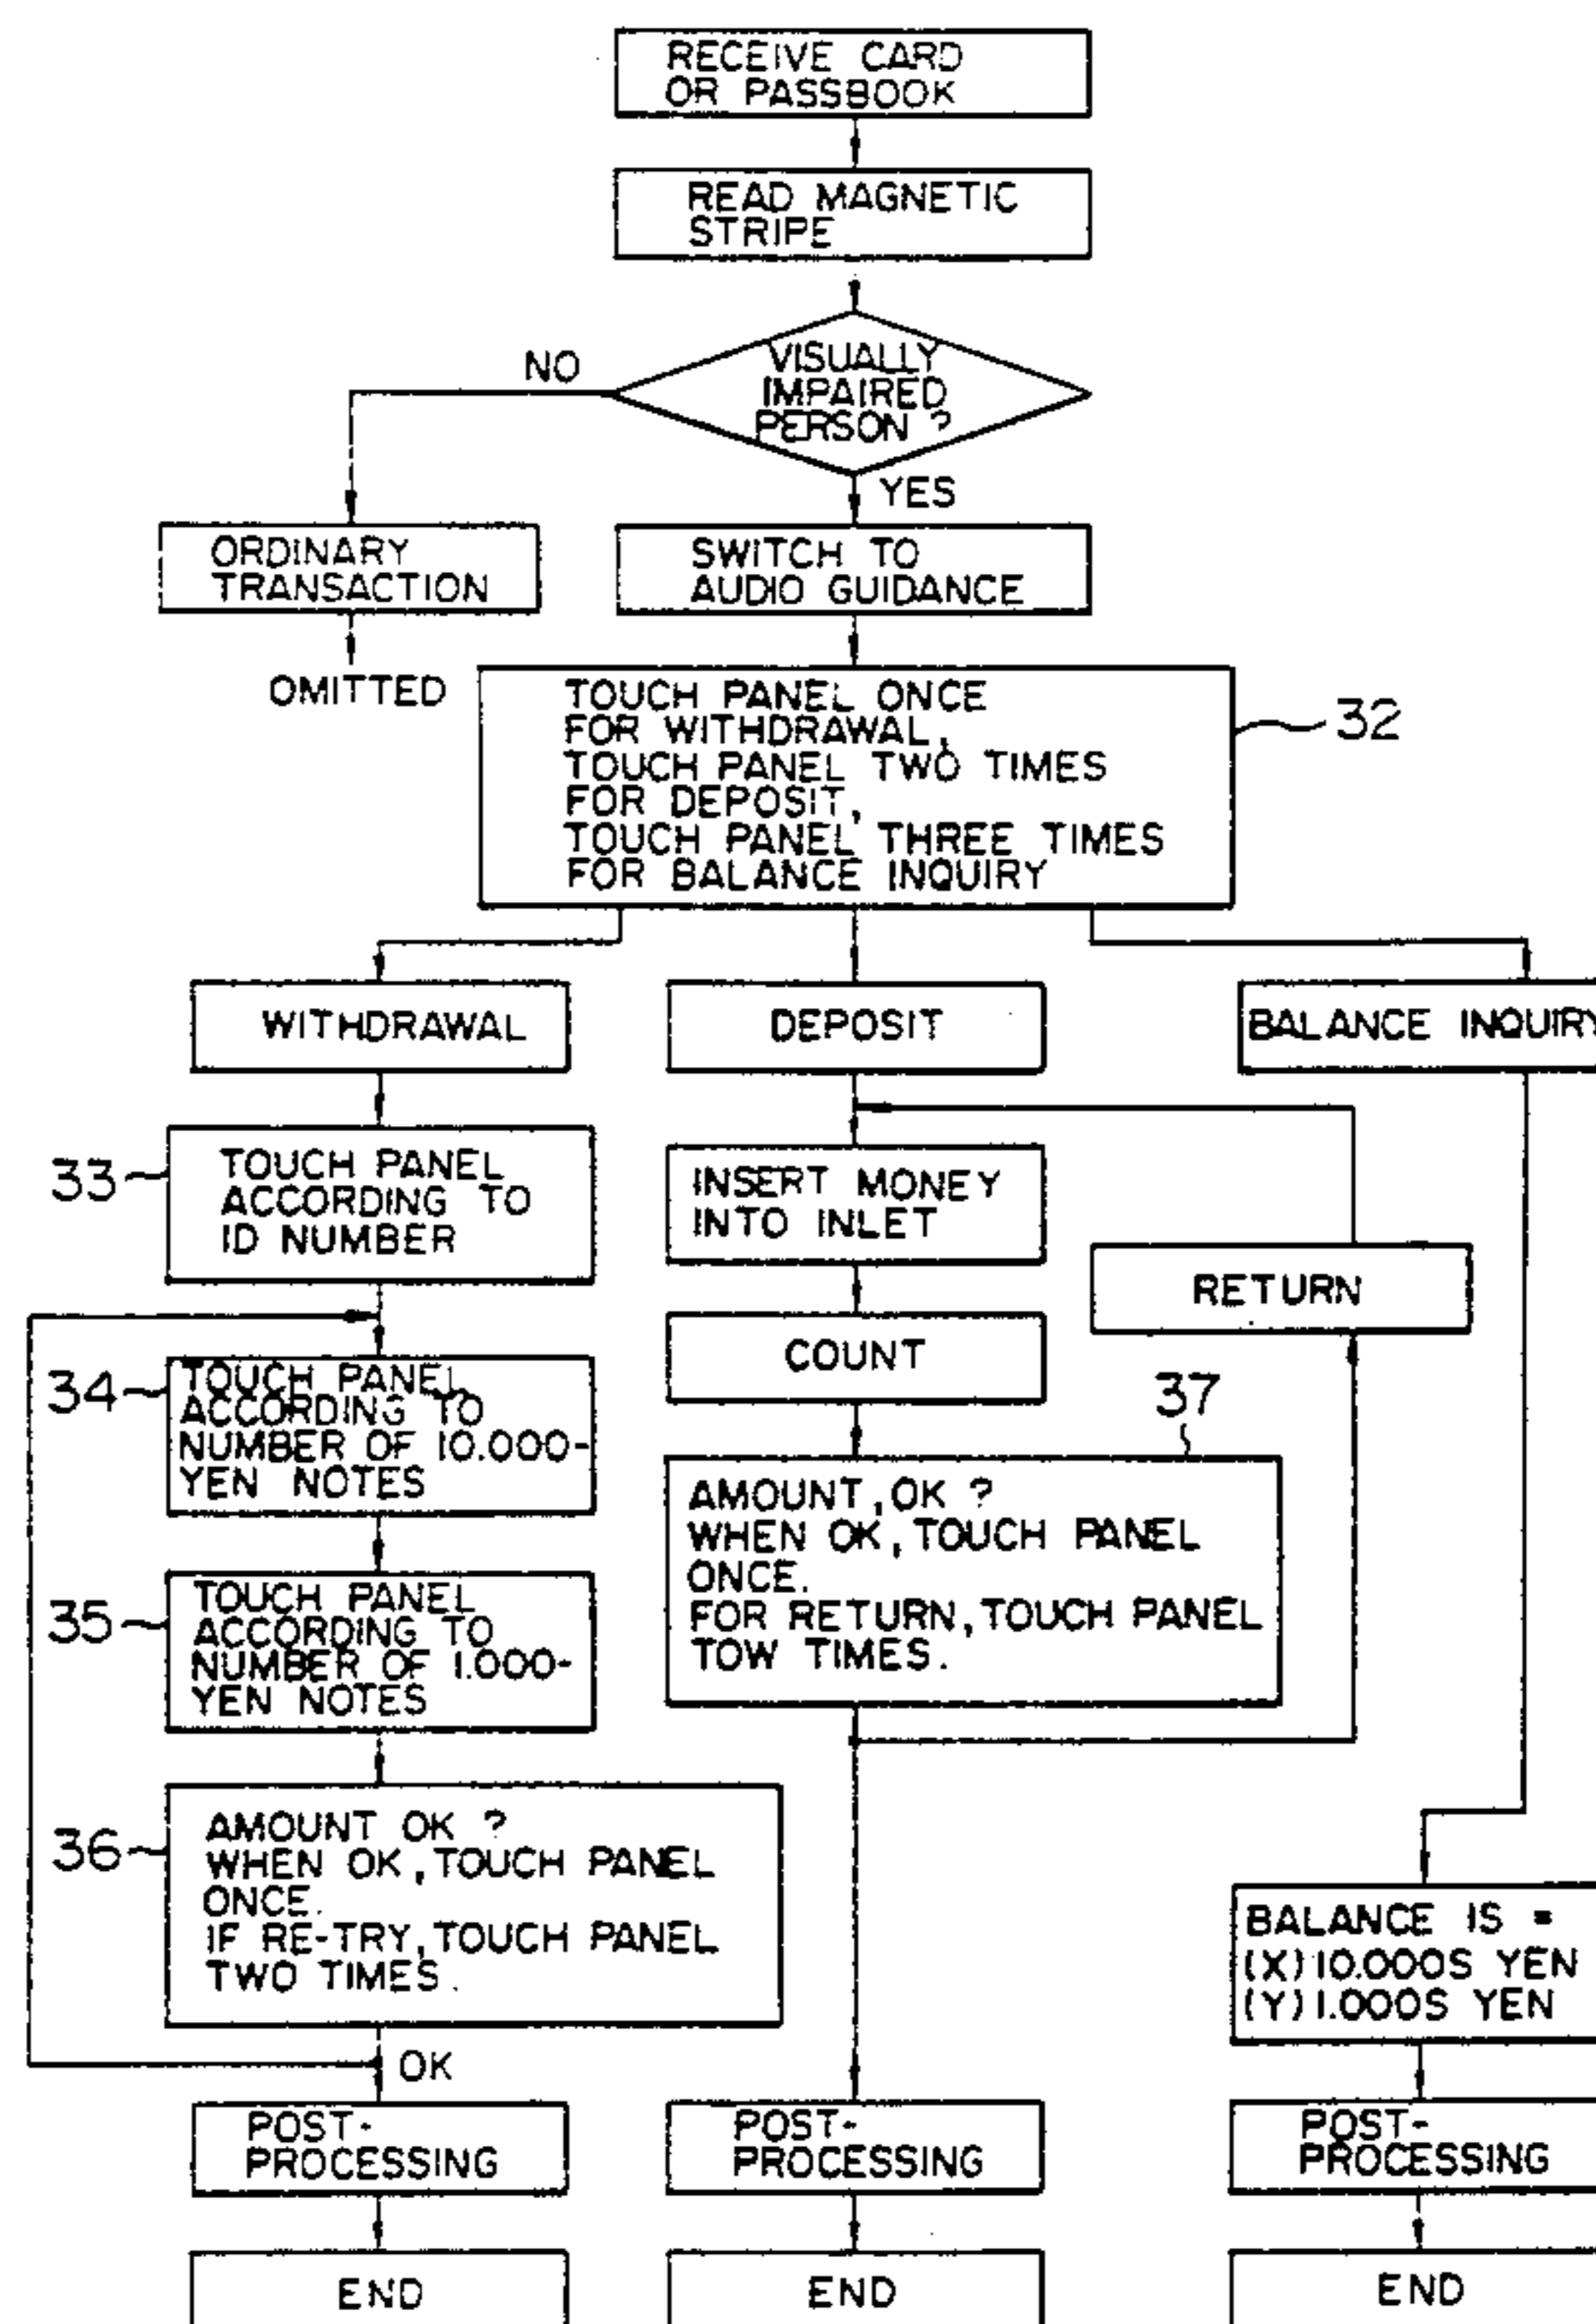 RECEIVE CARD
OR PASSBOOK
READ MAGNETIC
STRIPE
VISUALLY
IMPAIRED
PERSON ?
NO
YES
ORDINARY
TRANSACTION
OMITTED
SWITCH TO
AUDIO GUIDANCE
TOUCH PANEL ONCE
FOR WITHDRAWAL,
TOUCH PANEL TWO TIMES
FOR DEPOSIT,
TOUCH PANEL THREE TIMES
FOR BALANCE INQUIRY
32
WITHDRAWAL
DEPOSIT
BALANCE INQUIRY
33
TOUCH PANEL
ACCORDING TO
ID NUMBER
INSERT MONEY
INTO INLET
RETURN
COUNT
34
TOUCH PANEL
ACCORDING TO
NUMBER OF 10.000-
YEN NOTES
37
AMOUNT, OK ?
WHEN OK, TOUCH PANEL
ONCE.
FOR RETURN, TOUCH PANEL
TOW TIMES.
35
TOUCH PANEL
ACCORDING TO
NUMBER OF 1.000-
YEN NOTES
36
AMOUNT OK ?
WHEN OK, TOUCH PANEL
ONCE.
IF RE-TRY, TOUCH PANEL
TWO TIMES.
OK
BALANCE IS =
(X) 10.000S YEN
(Y) 1.000S YEN
POST-
PROCESSING
POST-
PROCESSING
POST-
PROCESSING
END
END
END